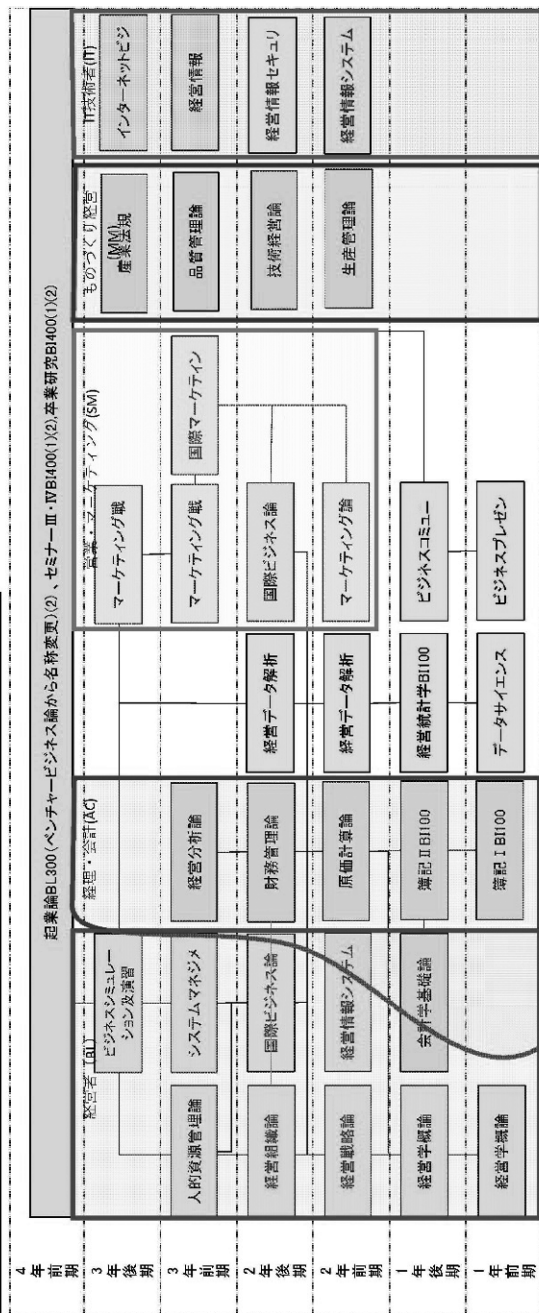 起業論BL300(ベンチャービジネス論から名称変更)(2)、セミナーⅢ・ⅣBI400(1)(2),卒業研究BI400(1)(2)
経営者 (BL)
経理・会計(AC)
営業・マーケティング(SM)
ものづくり経営
(MM)
IT技術者(IT)
4年前期
3年後期
ビジネスシミュレー
ション及演習
マーケティング戦
産業法規
インターネットビジ
3年前期
人的資源管理論
システムマネジメ
経営分析論
マーケティング戦
国際マーケティン
品質管理論
経営情報
2年後期
経営組織論
国際ビジネス論
財務管理論
経営データ解析
国際ビジネス論
技術経営論
経営情報セキュリ
2年前期
経営戦略論
経営情報システム
原価計算論
経営データ解析
マーケティング論
生産管理論
経営情報システム
1年後期
経営学概論
会計学基礎論
簿記ⅡBI100
経営統計学BI100
ビジネスコミュー
1年前期
経営学概論
簿記ⅠBI100
データサイエンス
ビジネスプレゼン